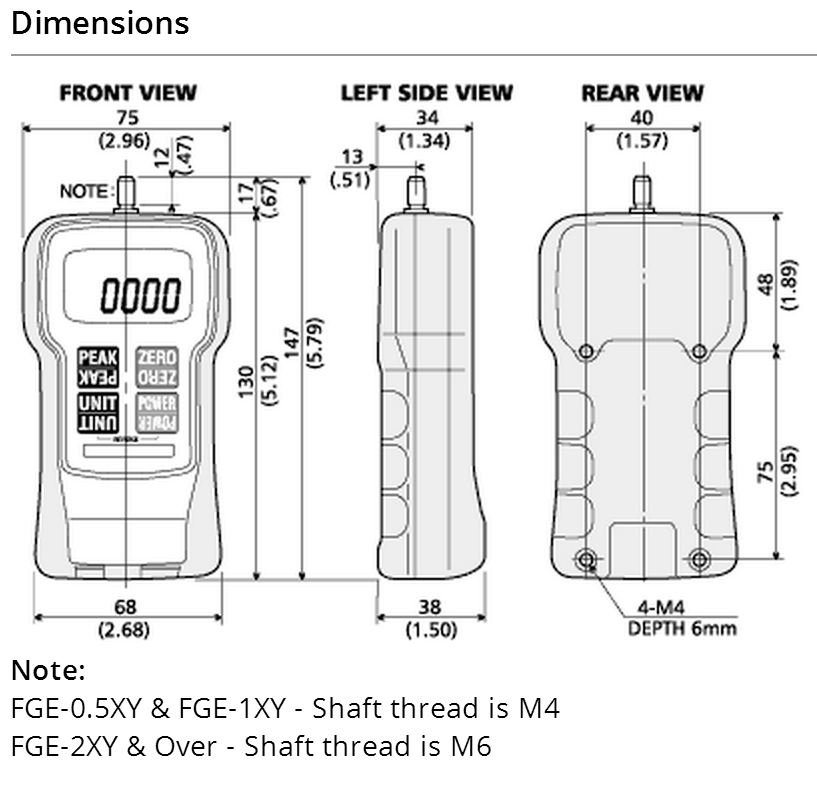 Dimensions
FRONT VIEW
LEFT SIDE VIEW
REAR VIEW
75
(2.96)
12
(.47)
34
(1.34)
40
(1.57)
13
(.51)
NOTE:
17
(.67)
0000
48
(1.89)
147
(5.79)
PEAK
ZERO
PEAK
ZERO
130
(5.12)
UNIT
POWER
UNIT
POWER
75
(2.95)
68
(2.68)
38
(1.50)
4-M4
DEPTH 6mm
Note:
FGE-0.5XY & FGE-1XY - Shaft thread is M4
FGE-2XY & Over - Shaft thread is M6